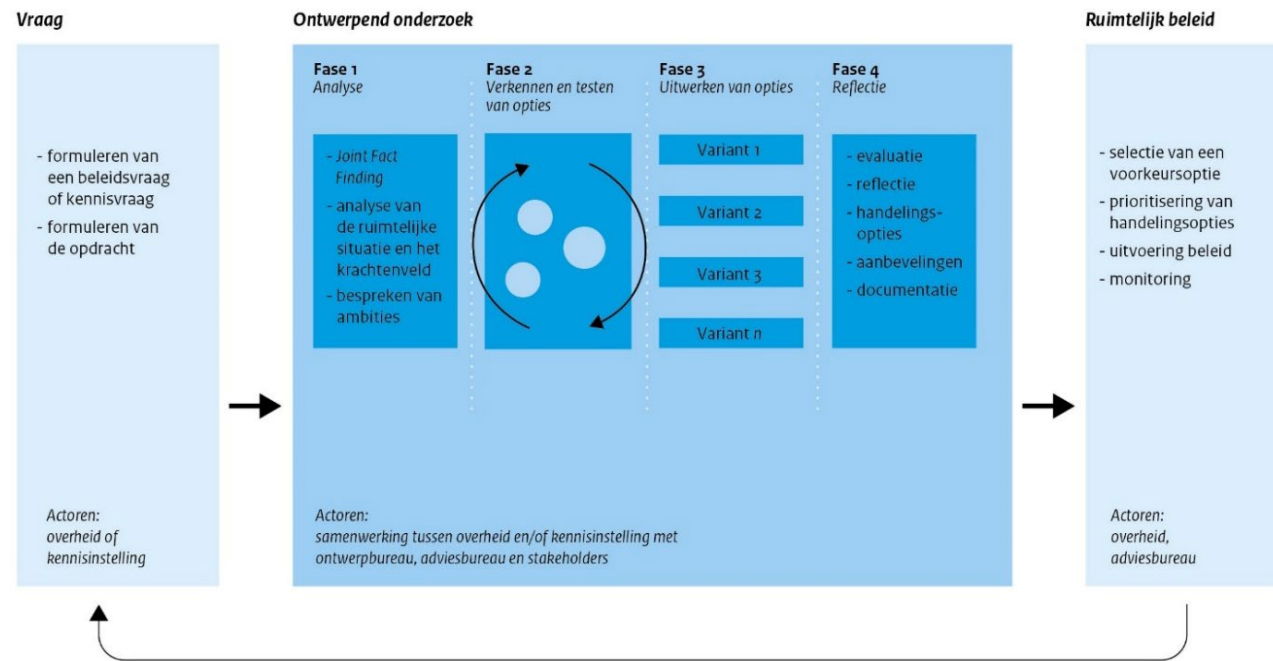 Vraag
- formuleren van
een beleidsvraag
of kennisvraag
- formuleren van
de opdracht
Actoren:
overheid of
kennisinstelling
Ontwerpend onderzoek
Fase 1
Analyse
- Joint Fact
Finding
- analyse van
de ruimtelijke
situatie en het
krachtenveld
- bespreken van
ambities
Fase 2
Verkennen en testen
van opties
Fase 3
Uitwerken van opties
Variant 1
Variant 2
Variant 3
Variant n
Fase 4
Reflectie
- evaluatie
- reflectie
- handelings-
opties
- aanbevelingen
- documentatie
Actoren:
samenwerking tussen overheid en/of kennisinstelling met
ontwerpbureau, adviesbureau en stakeholders
Ruimtelijk beleid
- selectie van een
voorkeursoptie
- prioritisering van
handelingsopties
- uitvoering beleid
- monitoring
Actoren:
overheid,
adviesbureau